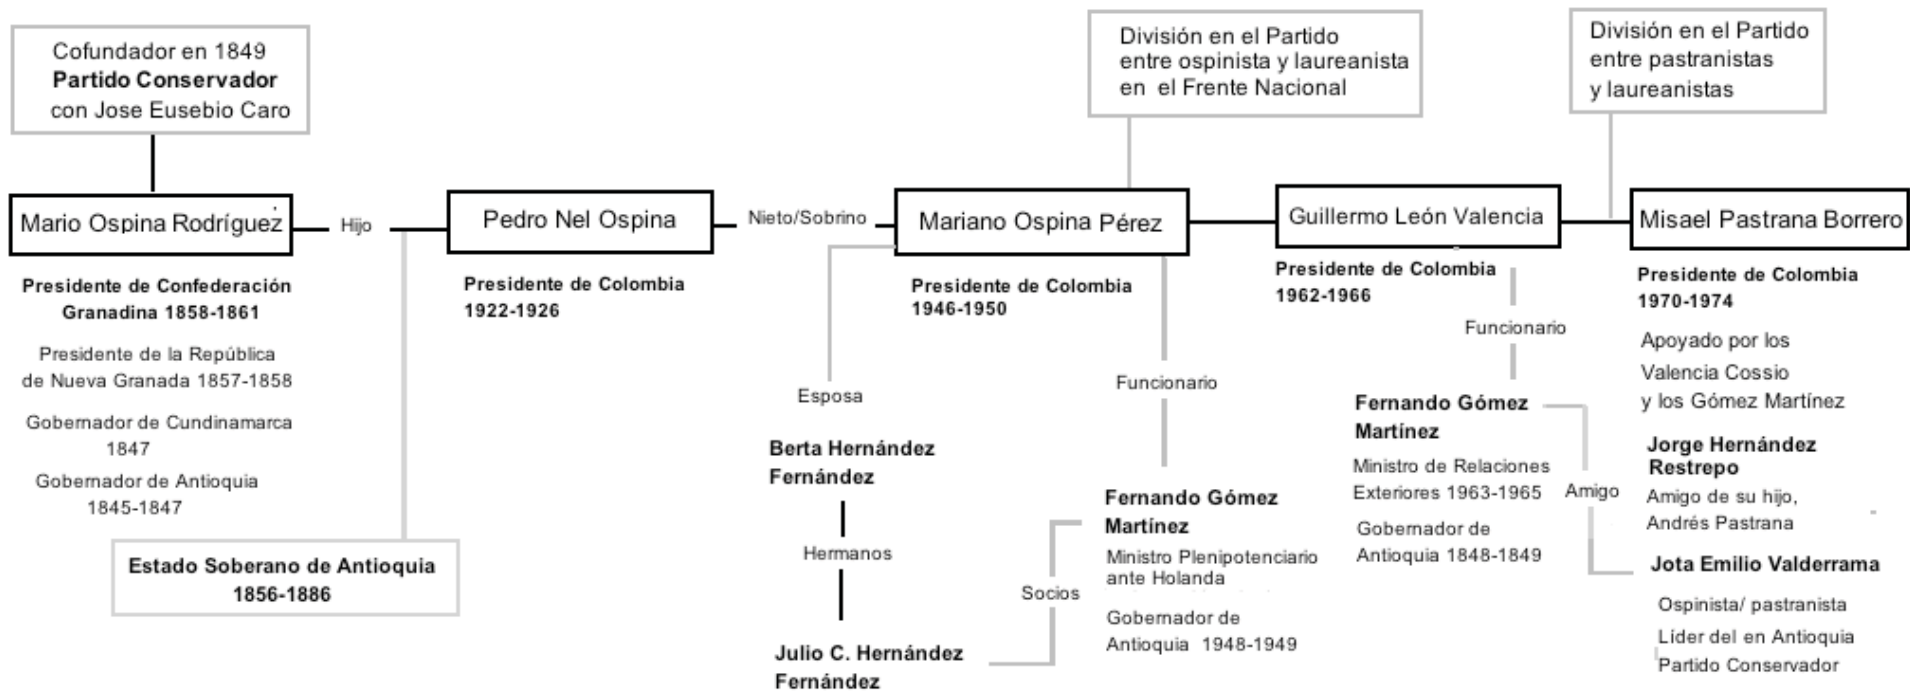 Cofundador en 1849
Partido Conservador
con Jose Eusebio Caro
División en el Partido
entre ospinista y laureanista
en el Frente Nacional
División en el Partido
entre pastranistas
y laureanistas
Mario Ospina Rodríguez
Hijo
Pedro Nel Ospina
Nieto/Sobrino
Mariano Ospina Pérez
Guillermo León Valencia
Misael Pastrana Borrero
Presidente de Confederación
Granadina 1858-1861
Presidente de la República
de Nueva Granada 1857-1858
Gobernador de Cundinamarca
1847
Gobernador de Antioquia
1845-1847
Estado Soberano de Antioquia
1856-1886
Presidente de Colombia
1922-1926
Presidente de Colombia
1946-1950
Esposa
Berta Hernández
Fernández
Hermanos
Julio C. Hernández
Fernández
Socios
Funcionario
Fernando Gómez
Martínez
Ministro Plenipotenciario
ante Holanda
Gobernador de
Antioquia 1948-1949
Presidente de Colombia
1962-1966
Funcionario
Fernando Gómez
Martínez
Ministro de Relaciones
Exteriores 1963-1965
Gobernador de
Antioquia 1848-1849
Amigo
Presidente de Colombia
1970-1974
Apoyado por los
Valencia Cossio
y los Gómez Martínez
Jorge Hernández
Restrepo
Amigo de su hijo,
Andrés Pastrana
Jota Emilio Valderrama
Ospinista/ pastranista
Líder del en Antioquia
Partido Conservador